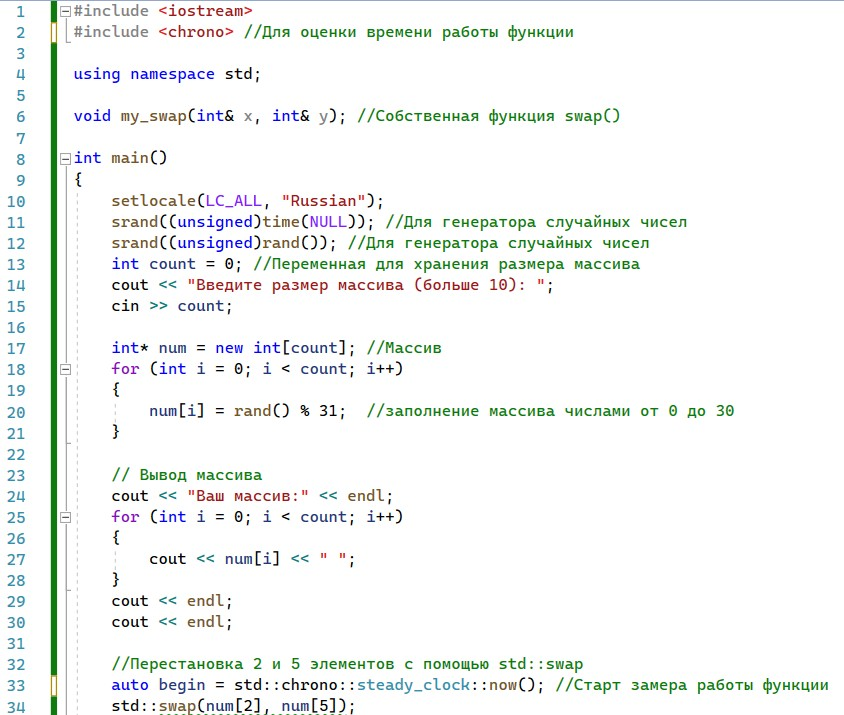 1 #include <iostream>
2 #include <chrono> //Для оценки времени работы функции
3
4 using namespace std;
5
6 void my_swap(int& x, int& y); //Собственная функция swap()
7
8 int main()
9 {
10 setlocale(LC_ALL, "Russian");
11 srand((unsigned)time(NULL)); //Для генератора случайных чисел
12 srand((unsigned)rand()); //Для генератора случайных чисел
13 int count = 0; //Переменная для хранения размера массива
14 cout << "Введите размер массива (больше 10): ";
15 cin >> count;
16
17 int* num = new int[count]; //Массив
18 for (int i = 0; i < count; i++)
19 {
20 num[i] = rand() % 31;  //заполнение массива числами от 0 до 30
21 }
22
23 // Вывод массива
24 cout << "Ваш массив:" << endl;
25 for (int i = 0; i < count; i++)
26 {
27 cout << num[i] << " ";
28 }
29 cout << endl;
30 cout << endl;
31
32 //Перестановка 2 и 5 элементов с помощью std::swap
33 auto begin = std::chrono::steady_clock::now(); //Старт замера работы функции
34 std::swap(num[2], num[5]);